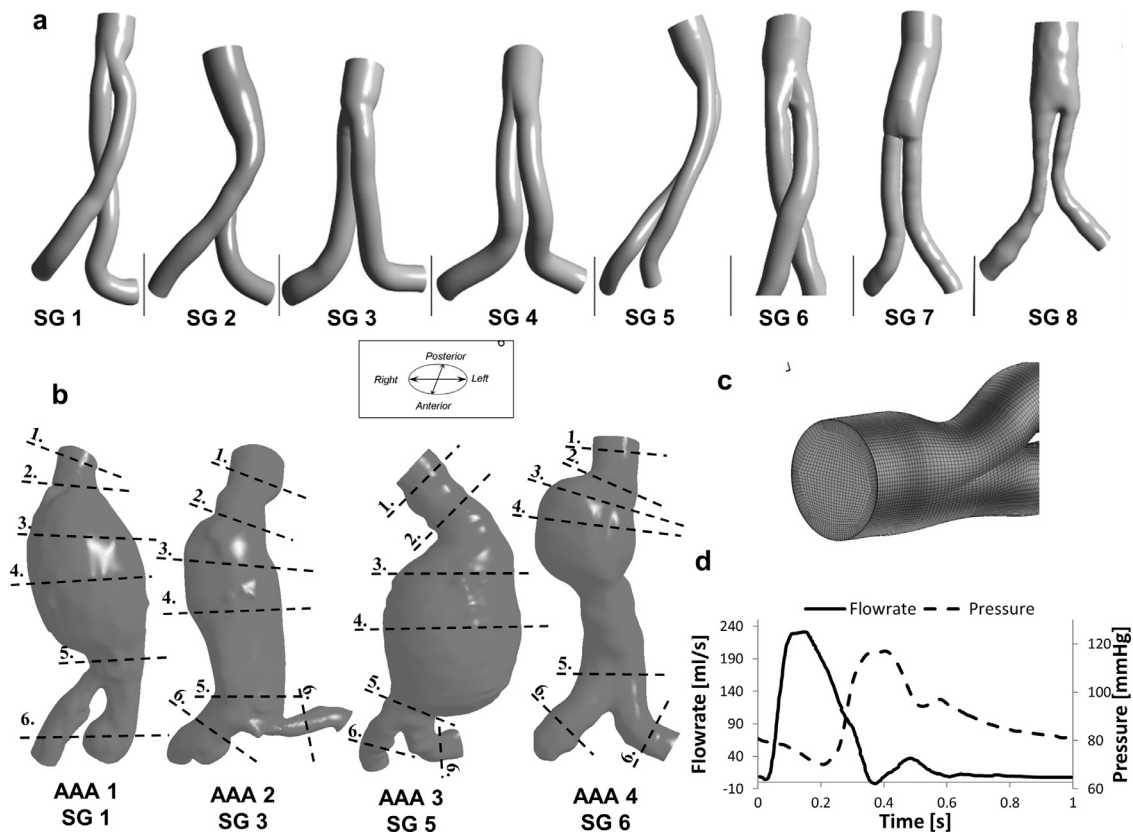 a
SG 1
SG 2
SG 3
SG 4
SG 5
SG 6
SG 7
SG 8
Posterior
Right
Left
Anterior
b
1.
2.
3.
4.
5.
6.
AAA 1
SG 1
1.
2.
3.
4.
5.
6.
6.
AAA 2
SG 3
1.
2.
3.
4.
5.
6.
6.
AAA 3
SG 5
1.
2.
3.
4.
5.
6.
6.
AAA 4
SG 6
c
d
Flowrate
Pressure
Flowrate [ml/s]
240
190
140
90
40
-10
Pressure [mmHg]
120
100
80
60
0
0.2
0.4
0.6
0.8
1
Time [s]